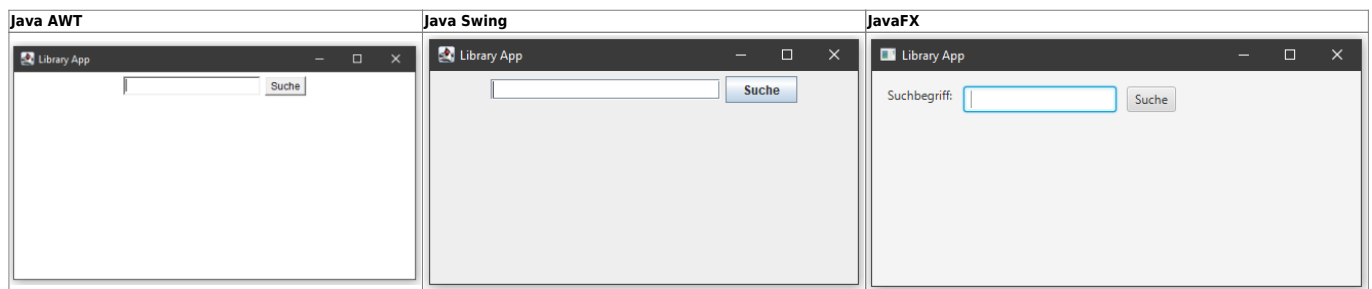 Java AWT
Java Swing
JavaFX
Library App
Suche
Library App
Suche
Library App
Suchbegriff:
Suche